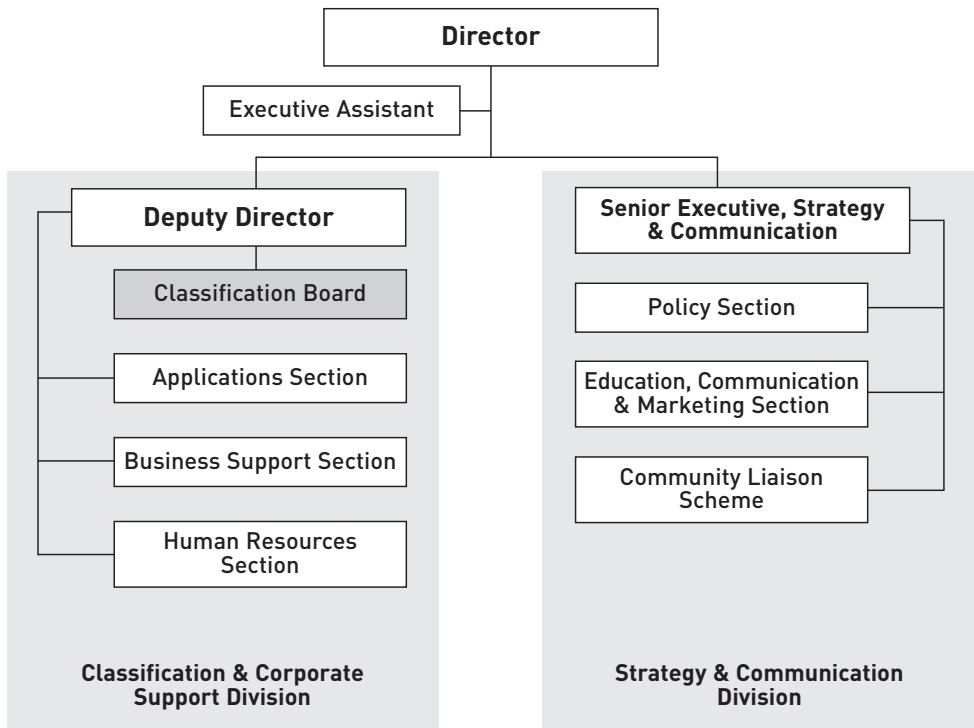 Director
Executive Assistant
Deputy Director
Classification Board
Applications Section
Business Support Section
Human Resources
Section
Classification & Corporate
Support Division
Senior Executive, Strategy
& Communication
Policy Section
Education, Communication
& Marketing Section
Community Liaison
Scheme
Strategy & Communication
Division